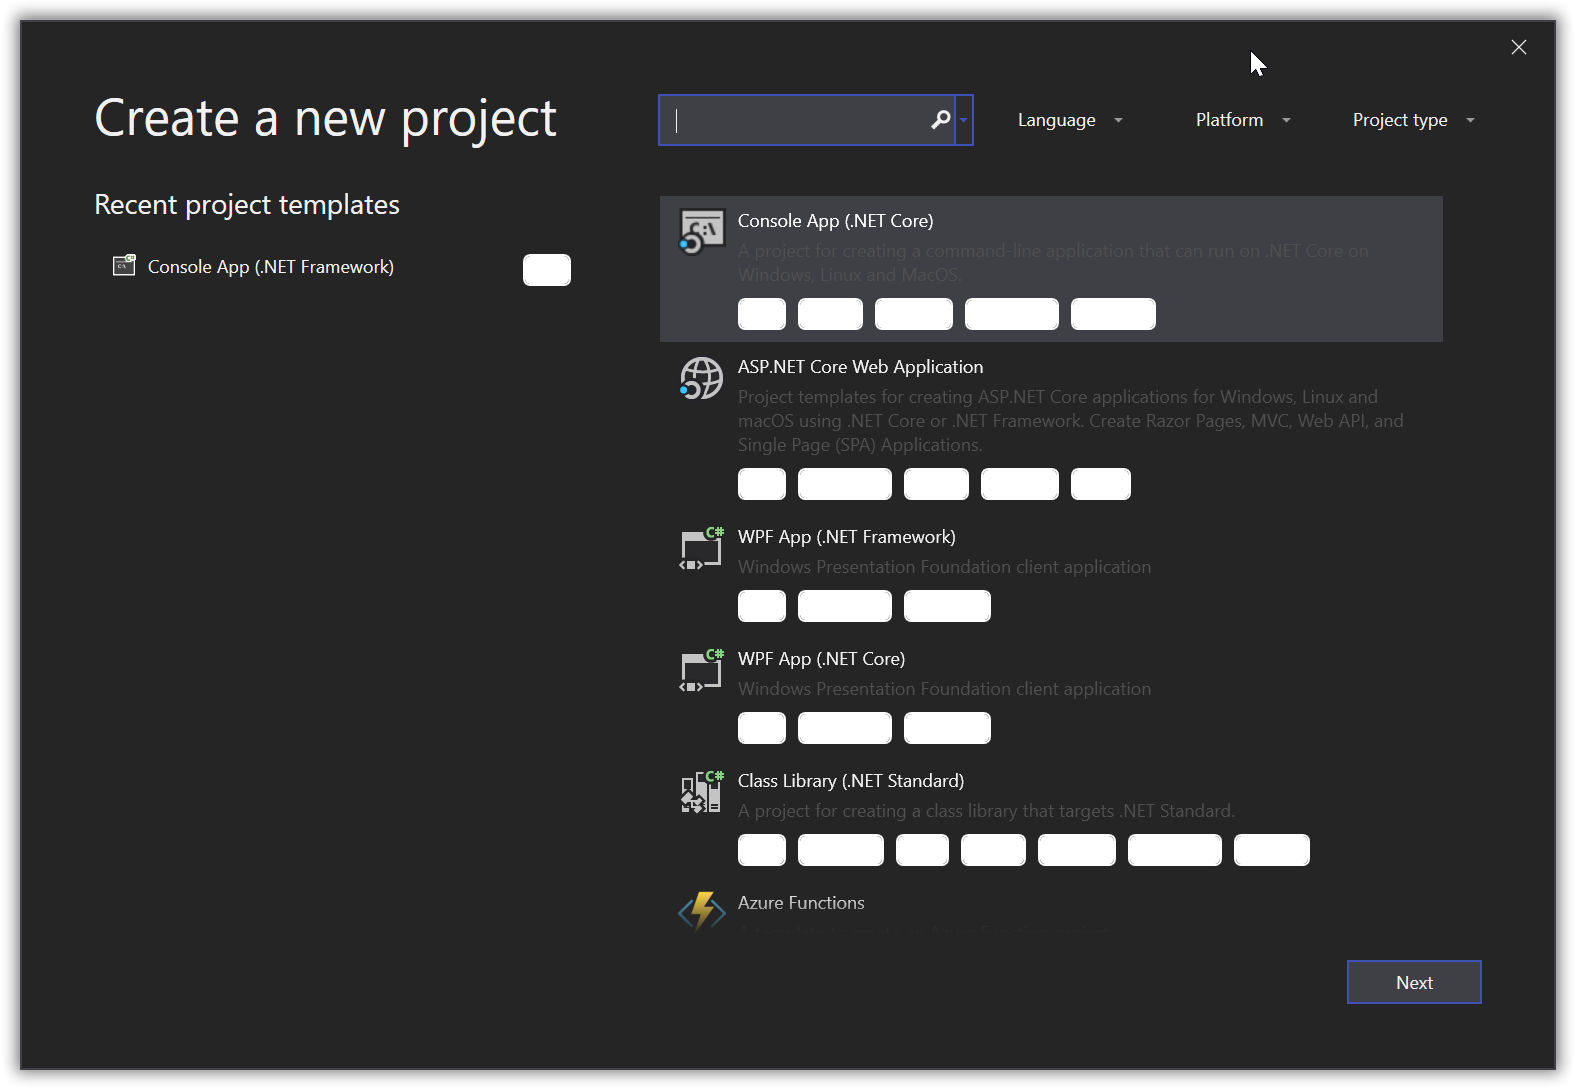 Create a new project
Language
Platform
Project type
Recent project templates
Console App (.NET Framework)
Console App (.NET Core)
A project for creating a command-line application that can run on .NET Core on
Windows, Linux and MacOS.
ASP.NET Core Web Application
Project templates for creating ASP.NET Core applications for Windows, Linux and
macOS using .NET Core or .NET Framework. Create Razor Pages, MVC, Web API, and
Single Page (SPA) Applications.
C#
WPF App (.NET Framework)
Windows Presentation Foundation client application
C#
WPF App (.NET Core)
Windows Presentation Foundation client application
C#
Class Library (.NET Standard)
A project for creating a class library that targets .NET Standard.
Azure Functions
Next